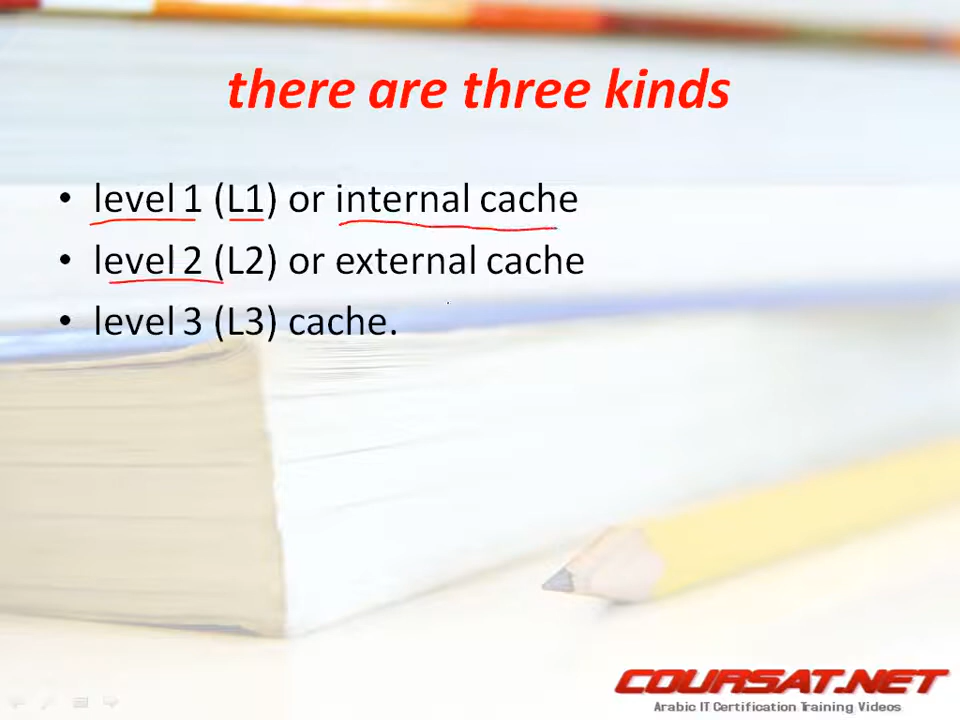 there are three kinds
• level 1 (L1) or internal cache
• level 2 (L2) or external cache
• level 3 (L3) cache.
COURSAT.NET
Arabic IT Certification Training Videos